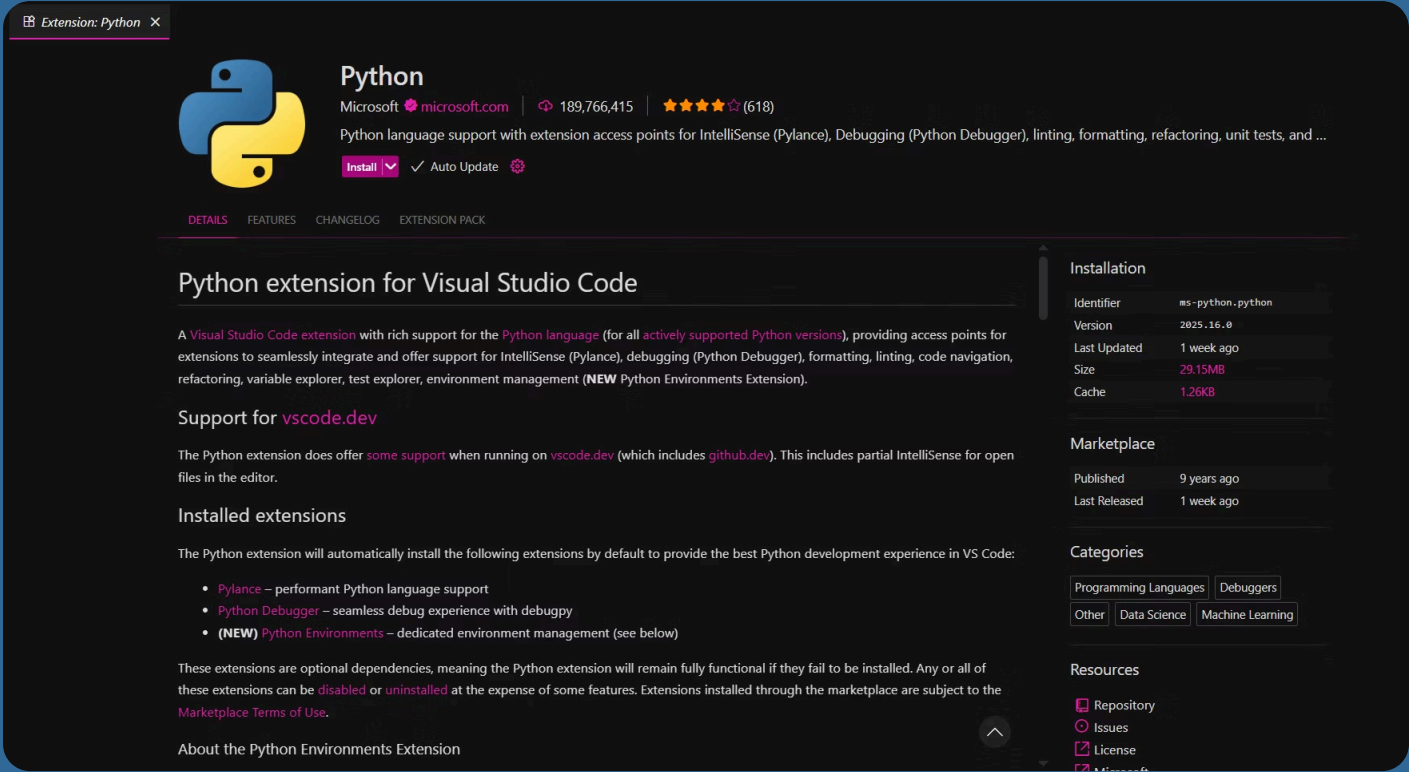 Extension: Python
Python
Microsoft microsoft.com 189,766,415 (618)
Python language support with extension access points for IntelliSense (Pylance), Debugging (Python Debugger), linting, formatting, refactoring, unit tests, and ...
Install Auto Update
DETAILS FEATURES CHANGELOG EXTENSION PACK
Python extension for Visual Studio Code
A Visual Studio Code extension with rich support for the Python language (for all actively supported Python versions), providing access points for
extensions to seamlessly integrate and offer support for IntelliSense (Pylance), debugging (Python Debugger), formatting, linting, code navigation,
refactoring, variable explorer, test explorer, environment management (NEW Python Environments Extension).
Support for vscode.dev
The Python extension does offer some support when running on vscode.dev (which includes github.dev). This includes partial IntelliSense for open
files in the editor.
Installed extensions
The Python extension will automatically install the following extensions by default to provide the best Python development experience in VS Code:
• Pylance – performant Python language support
• Python Debugger – seamless debug experience with debugpy
• (NEW) Python Environments – dedicated environment management (see below)
These extensions are optional dependencies, meaning the Python extension will remain fully functional if they fail to be installed. Any or all of
these extensions can be disabled or uninstalled at the expense of some features. Extensions installed through the marketplace are subject to the
Marketplace Terms of Use.
About the Python Environments Extension
Installation
Identifier ms-python.python
Version 2025.16.0
Last Updated 1 week ago
Size 29.15MB
Cache 1.26KB
Marketplace
Published 9 years ago
Last Released 1 week ago
Categories
Programming Languages Debuggers
Other Data Science Machine Learning
Resources
Repository
Issues
License
Microsoft